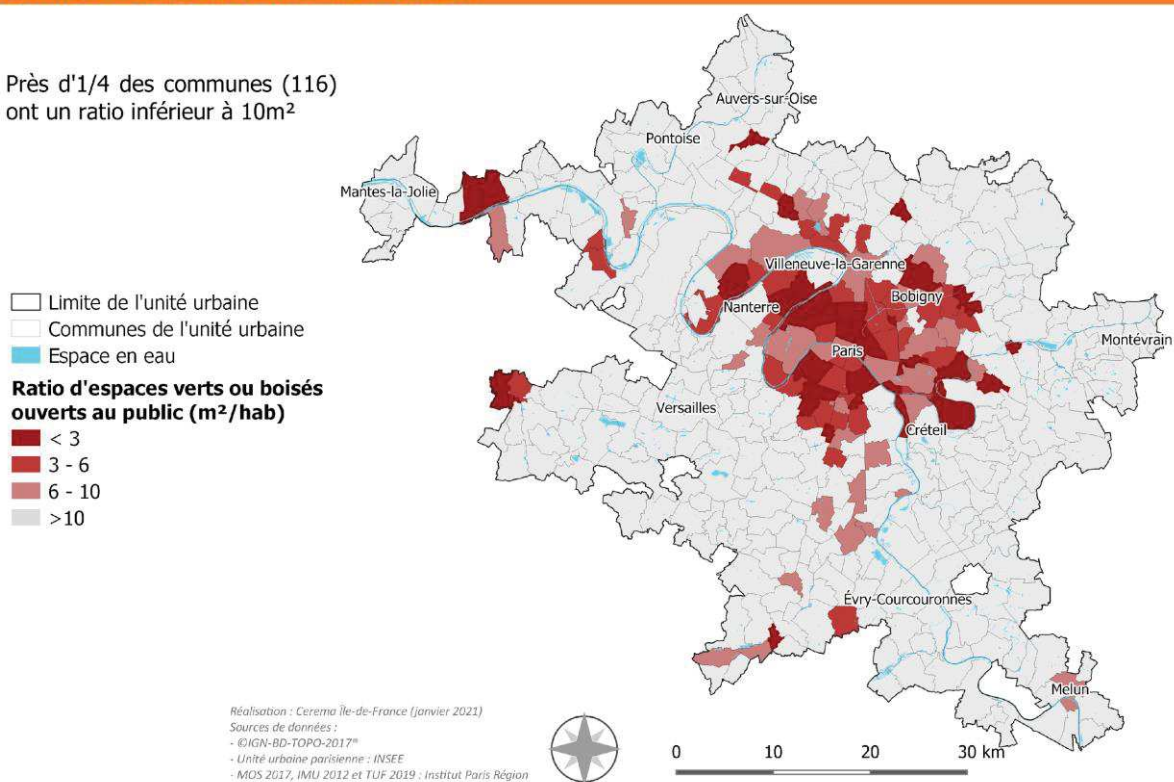 Près d'1/4 des communes (116)
ont un ratio inférieur à 10m²
Auvers-sur-Oise
Pontoise
Mantes-la-Jolie
Villeneuve-la-Garenne
Nanterre
Bobigny
Montévrain
Paris
Versailles
Créteil
Évry-Courcouronnes
Melun
Limite de l'unité urbaine
Communes de l'unité urbaine
Espace en eau
Ratio d'espaces verts ou boisés
ouverts au public (m²/hab)
< 3
3 - 6
6 - 10
>10
Réalisation : Cerema Île-de-France (janvier 2021)
Sources de données :
- ©IGN-BD-TOPO-2017®
- Unité urbaine parisienne : INSEE
- MOS 2017, IMU 2012 et TUF 2019 : Institut Paris Région
0 10 20 30 km